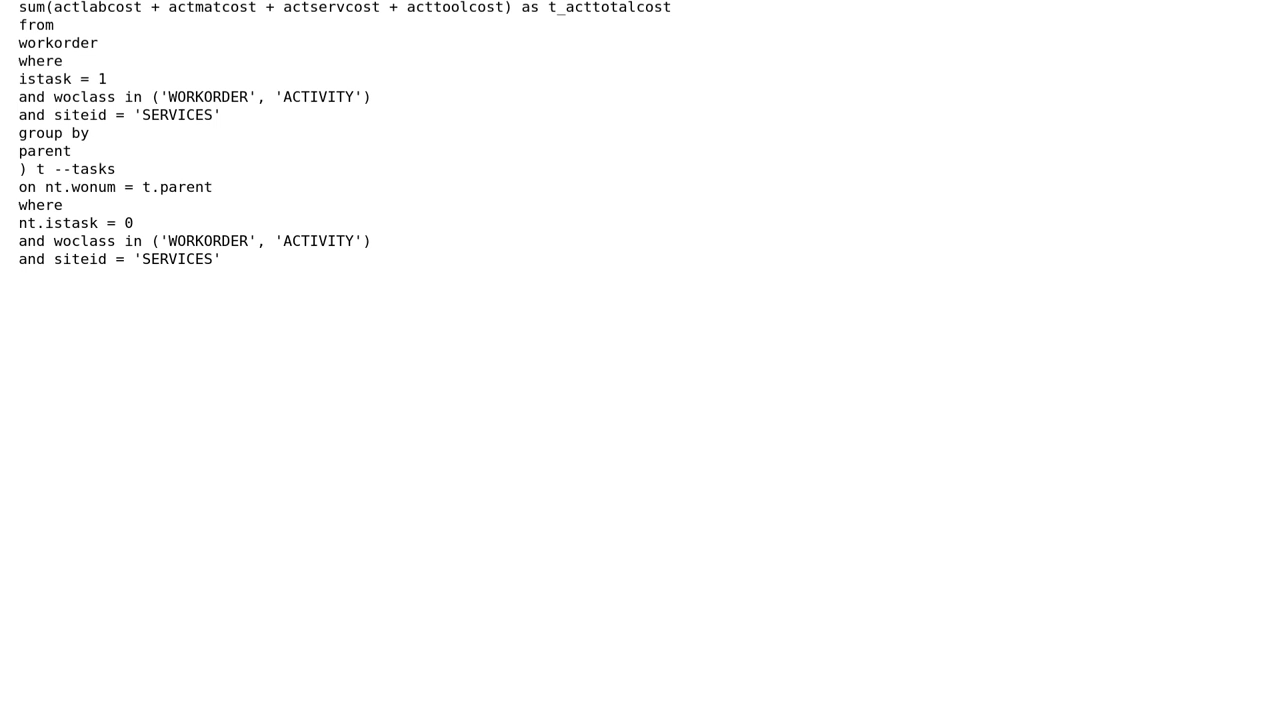 sum(actlabcost + actmatcost + actservcost + acttoolcost) as t_acttotalcost
from
workorder
where
istask = 1
and woclass in ('WORKORDER', 'ACTIVITY')
and siteid = 'SERVICES'
group by
parent
) t --tasks
on nt.wonum = t.parent
where
nt.istask = 0
and woclass in ('WORKORDER', 'ACTIVITY')
and siteid = 'SERVICES'